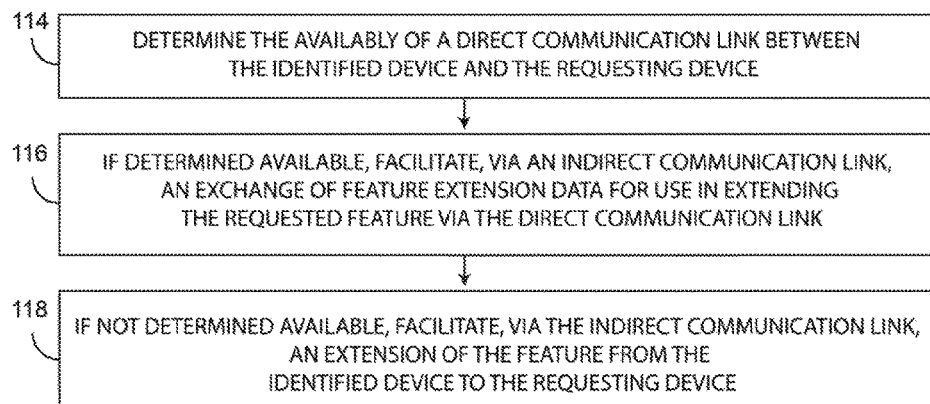 114
DETERMINE THE AVAILABLY OF A DIRECT COMMUNICATION LINK BETWEEN
THE IDENTIFIED DEVICE AND THE REQUESTING DEVICE
116
IF DETERMINED AVAILABLE, FACILITATE, VIA AN INDIRECT COMMUNICATION LINK,
AN EXCHANGE OF FEATURE EXTENSION DATA FOR USE IN EXTENDING
THE REQUESTED FEATURE VIA THE DIRECT COMMUNICATION LINK
118
IF NOT DETERMINED AVAILABLE, FACILITATE, VIA THE INDIRECT COMMUNICATION LINK,
AN EXTENSION OF THE FEATURE FROM THE
IDENTIFIED DEVICE TO THE REQUESTING DEVICE